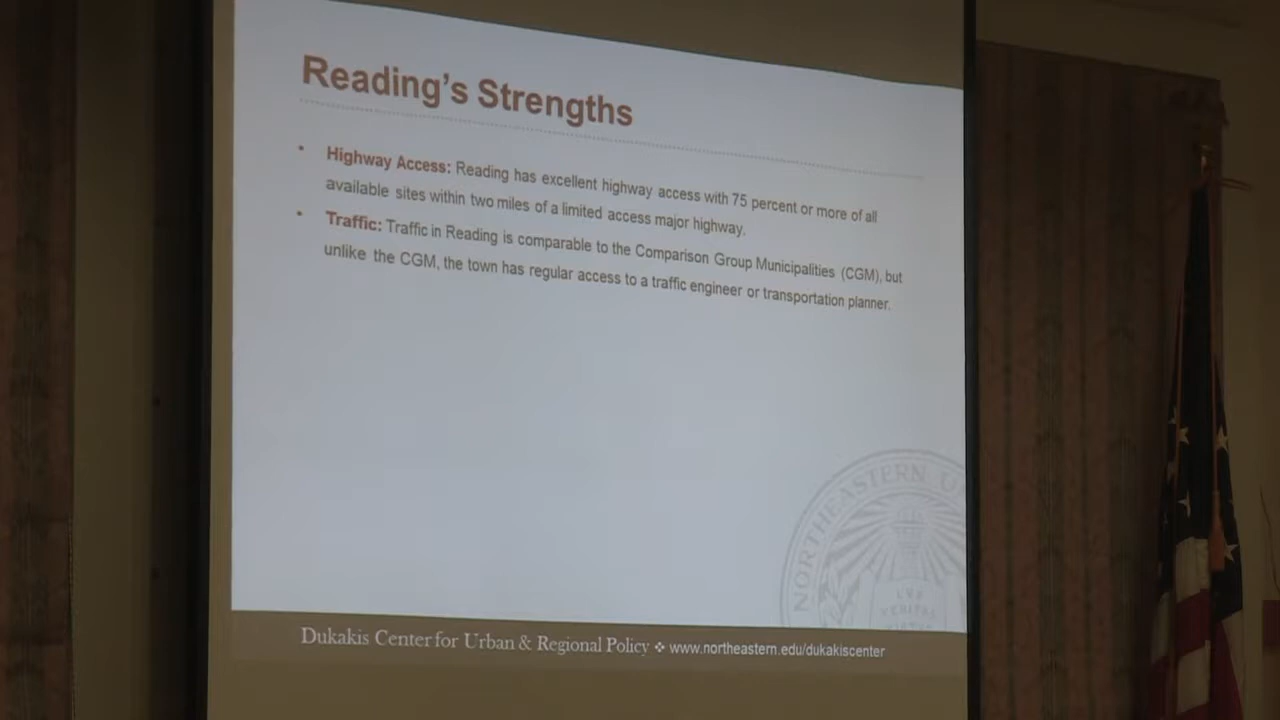 Reading's Strengths
• Highway Access: Reading has excellent highway access with 75 percent or more of all
available sites within two miles of a limited access major highway.
• Traffic: Traffic in Reading is comparable to the Comparison Group Municipalities (CGM), but
unlike the CGM, the town has regular access to a traffic engineer or transportation planner.
NORTHEASTERN U
LVX
VERITAS
Dukakis Center for Urban & Regional Policy ❖ www.northeastern.edu/dukakiscenter